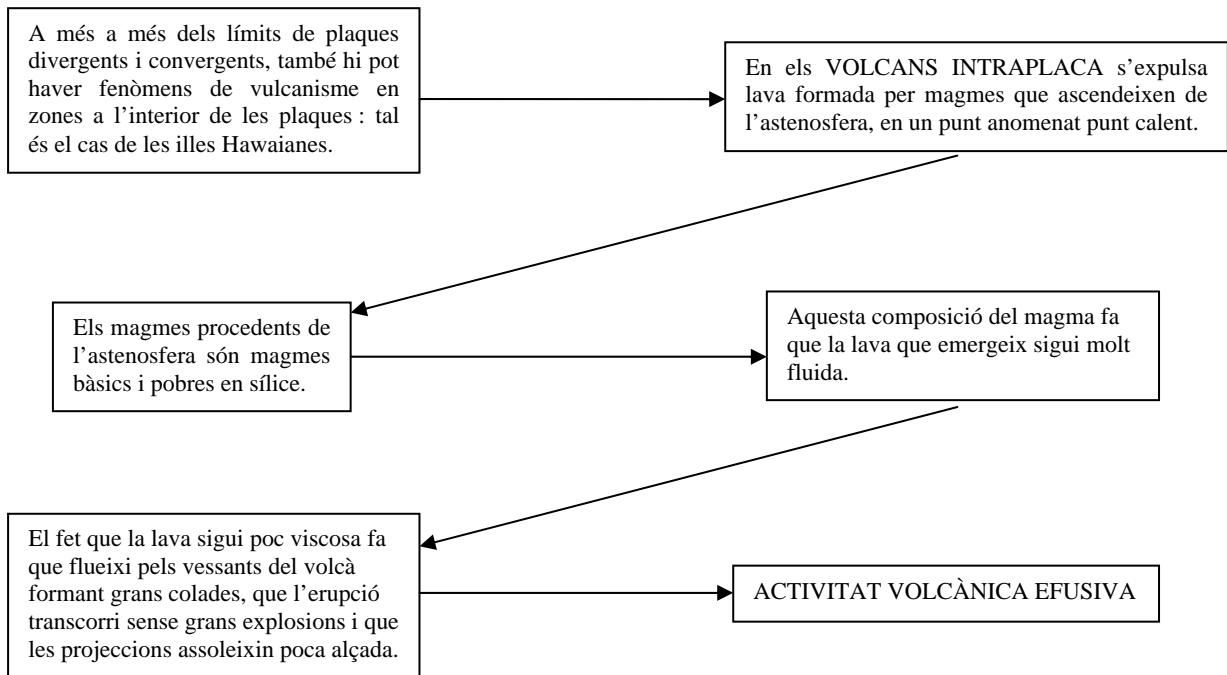 A més a més dels límits de plaques
divergents i convergents, també hi pot
haver fenòmens de vulcanisme en
zones a l’interior de les plaques : tal
és el cas de les illes Hawaianes.
En els VOLCANS INTRAPLACA s’expulsa
lava formada per magmes que ascendeixen de
l’astenosfera, en un punt anomenat punt calent.
Els magmes procedents de
l’astenosfera són magmes
bàsics i pobres en sílice.
Aquesta composició del magma fa
que la lava que emergeix sigui molt
fluida.
El fet que la lava sigui poc viscosa fa
que flueixi pels vessants del volcà
formant grans colades, que l’erupció
transcorri sense grans explosions i que
les projeccions assoleixin poca alçada.
ACTIVITAT VOLCÀNICA EFUSIVA